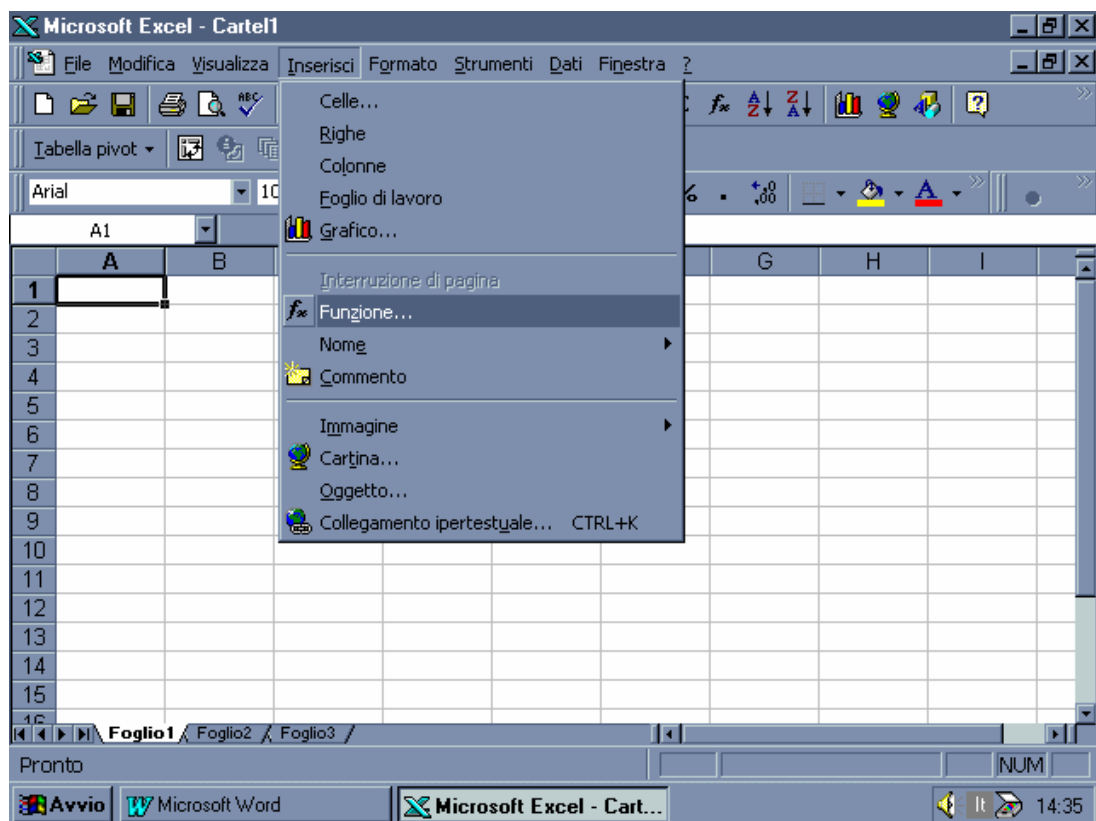 Microsoft Excel - Cartel1
File Modifica Visualizza Inserisci Formato Strumenti Dati Finestra ?
ABC
Tabella pivot
Arial 10
A1
Celle...
Righe
Colonne
Foglio di lavoro
Grafico...
Interruzione di pagina
Funzione...
Nome
Commento
Immagine
Cartina...
Oggetto...
Collegamento ipertestuale... CTRL+K
A B G H I
1
2
3
4
5
6
7
8
9
10
11
12
13
14
15
16
Foglio1 Foglio2 Foglio3
Pronto NUM
Avvio Microsoft Word Microsoft Excel - Cart... It 14:35